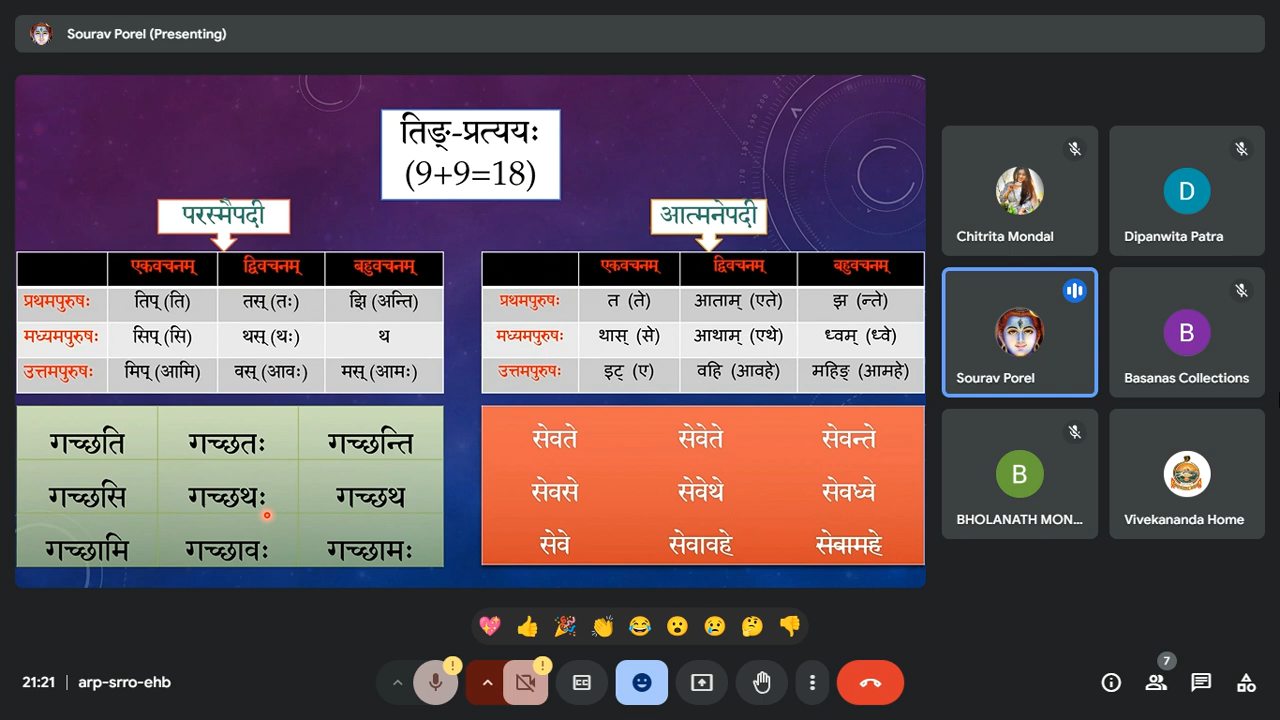 Sourav Porel (Presenting)
तिङ्-प्रत्ययः
(9+9=18)
परस्मैपदी
एकवचनम् द्विवचनम् बहुवचनम्
प्रथमपुरुषः तिप् (ति) तस् (तः) झि (अन्ति)
मध्यमपुरुषः सिप् (सि) थस् (थः) थ
उत्तमपुरुषः मिप् (आमि) वस् (आवः) मस् (आमः)
गच्छति गच्छतः गच्छन्ति
गच्छसि गच्छथः गच्छथ
गच्छामि गच्छावः गच्छामः
आत्मनेपदी
एकवचनम् द्विवचनम् बहुवचनम्
प्रथमपुरुषः त (ते) आताम् (एते) झ (न्ते)
मध्यमपुरुषः थास् (से) आथाम् (एथे) ध्वम् (ध्वे)
उत्तमपुरुषः इट् (ए) वहि (आवहे) महिङ् (आमहे)
सेवते सेवेते सेवन्ते
सेवसे सेवेथे सेवध्वे
सेवे सेवावहे सेबामहे
Chitrita Mondal
D
Dipanwita Patra
Sourav Porel
B
Basanas Collections
B
BHOLANATH MON...
Vivekananda Home
21:21 | arp-srro-ehb
7